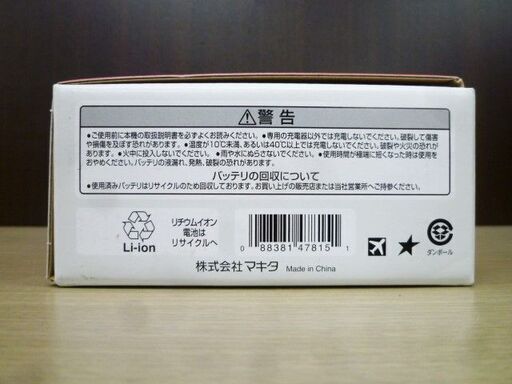 警告
●ご使用前に本機の取扱説明書を必ずよくお読みください。●専用の充電器以外では充電しないでください。破裂して傷害
や損傷を及ぼす恐れがあります。●温度が10℃未満、あるいは40℃以上では充電しないでください。破裂や火災の恐れが
あります。●火中に投入しないでください。●雨や水にぬらさないでください。●使用時間が極端に短くなった時は使用を
おやめください。バッテリの液漏れ、発熱、破裂の恐れがあります。
バッテリの回収について
●使用済みバッテリはリサイクルのため回収しております。お買い上げの販売店または当社営業所へご持参ください。
Li-ion
リチウムイオン
電池は
リサイクルへ
0 88381 47815 1
ダンボール
株式会社マキタ Made in China